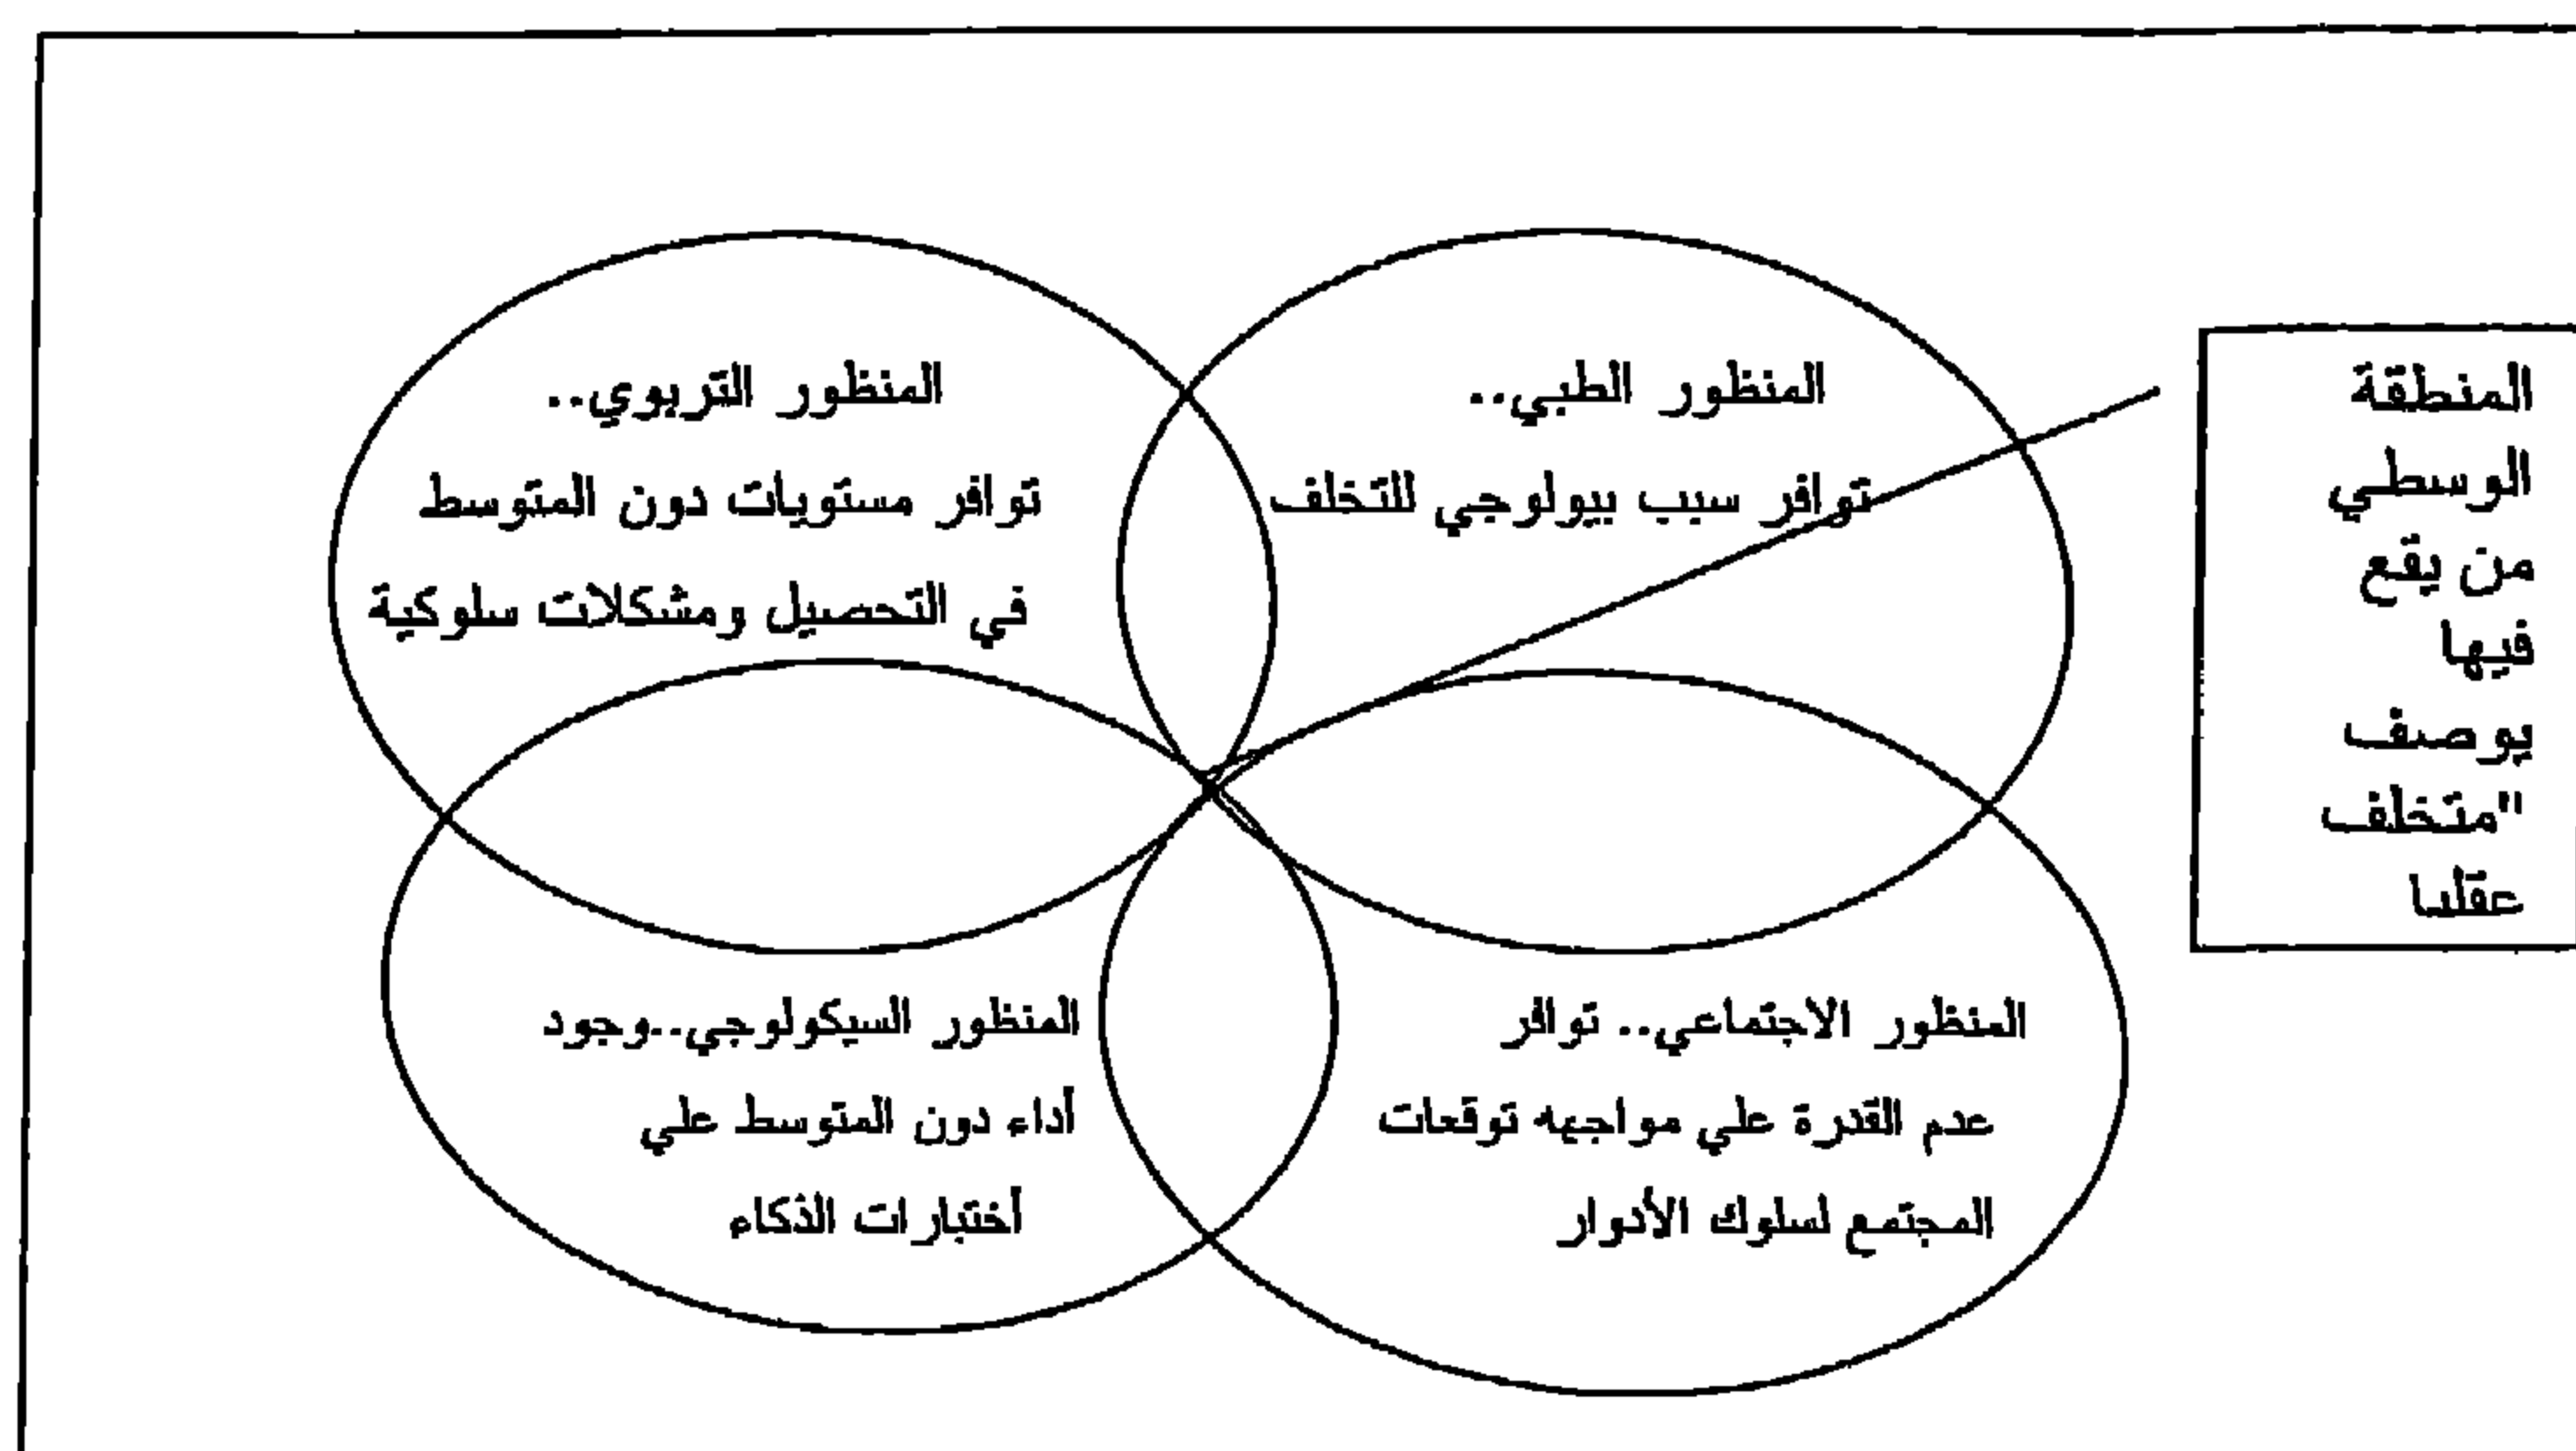 المنظور الطبي..
توافر سبب بيولوجي للتخلف
المنظور التربوي..
توافر مستويات دون المتوسط
في التحصيل ومشكلات سلوكية
المنطقة
الوسطي
من يقع
فيها
يوصف
"متخلف
عقليا
المنظور الاجتماعي.. توافر
عدم القدرة علي مواجهه توقعات
المجتمع لسلوك الأدوار
المنظور السيكولوجي..وجود
أداء دون المتوسط علي
أختبارات الذكاء